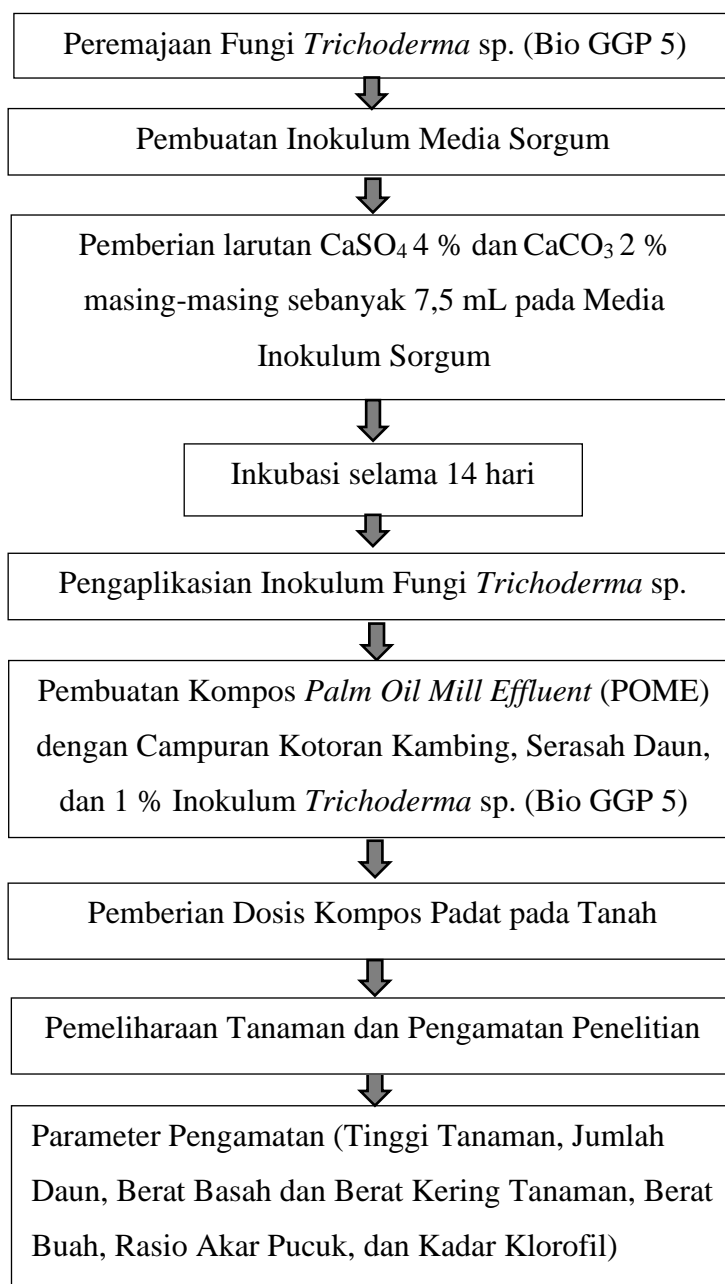 Peremajaan Fungi Trichoderma sp. (Bio GGP 5)
Pembuatan Inokulum Media Sorgum
Pemberian larutan CaSO₄ 4 % dan CaCO₃ 2 %
masing-masing sebanyak 7,5 mL pada Media
Inokulum Sorgum
Inkubasi selama 14 hari
Pengaplikasian Inokulum Fungi Trichoderma sp.
Pembuatan Kompos Palm Oil Mill Effluent (POME)
dengan Campuran Kotoran Kambing, Serasah Daun,
dan 1 % Inokulum Trichoderma sp. (Bio GGP 5)
Pemberian Dosis Kompos Padat pada Tanah
Pemeliharaan Tanaman dan Pengamatan Penelitian
Parameter Pengamatan (Tinggi Tanaman, Jumlah
Daun, Berat Basah dan Berat Kering Tanaman, Berat
Buah, Rasio Akar Pucuk, dan Kadar Klorofil)